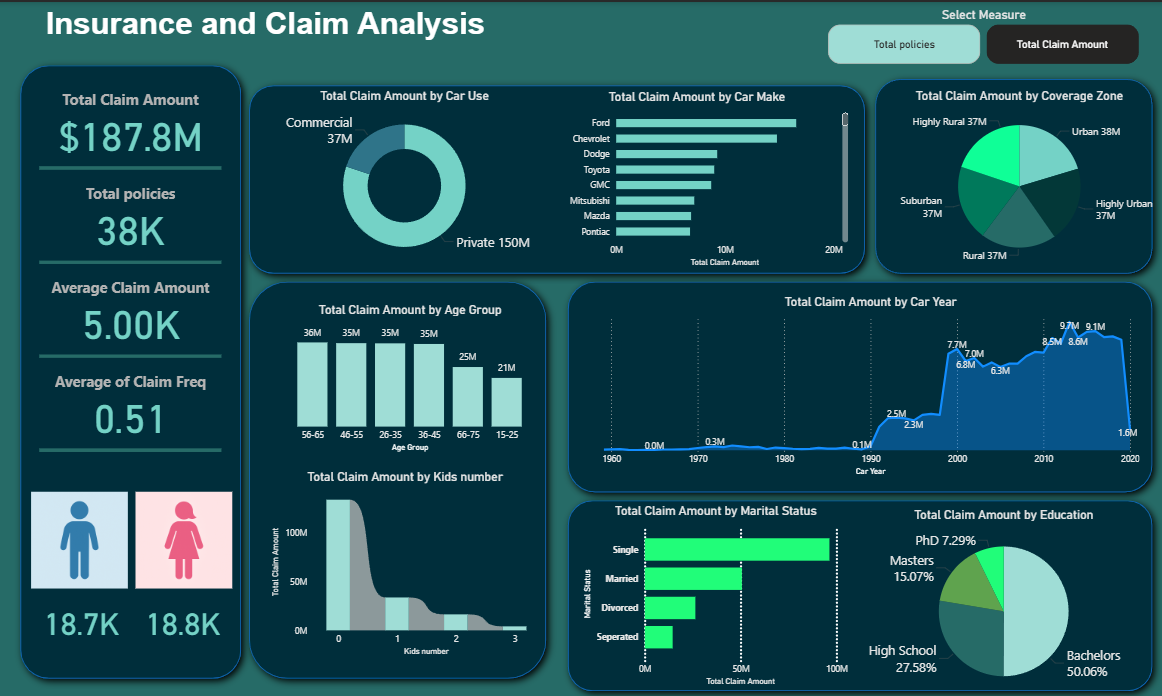 Insurance and Claim Analysis
Select Measure
Total policies
Total Claim Amount
Total Claim Amount
$187.8M
Total policies
38K
Average Claim Amount
5.00K
Average of Claim Freq
0.51
18.7K
18.8K
Total Claim Amount by Car Use
Commercial
37M
Private 150M
Total Claim Amount by Car Make
Ford
Chevrolet
Dodge
Toyota
GMC
Mitsubishi
Mazda
Pontiac
0M
10M
20M
Total Claim Amount
Total Claim Amount by Coverage Zone
Highly Rural 37M
Urban 38M
Suburban
37M
Highly Urban
37M
Rural 37M
Total Claim Amount by Age Group
36M
35M
35M
35M
25M
21M
56-65
46-55
26-35
36-45
66-75
15-25
Age Group
Total Claim Amount by Kids number
Total Claim Amount
100M
50M
0M
0
1
2
3
Kids number
Total Claim Amount by Car Year
0.0M
0.3M
0.1M
2.5M
2.3M
7.7M
6.8M
7.0M
6.3M
8.5M
9.7M
8.6M
9.1M
1.6M
1960
1970
1980
1990
2000
2010
2020
Car Year
Total Claim Amount by Marital Status
Marital Status
Single
Married
Divorced
Seperated
0M
50M
100M
Total Claim Amount
Total Claim Amount by Education
PhD 7.29%
Masters
15.07%
High School
27.58%
Bachelors
50.06%